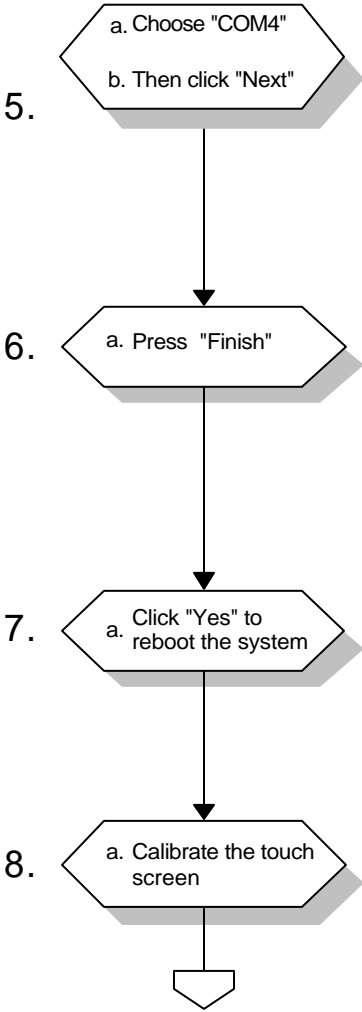 5.
a. Choose "COM4"
b. Then click "Next"
6.
a. Press "Finish"
7.
a. Click "Yes" to
reboot the system
8.
a. Calibrate the touch
screen